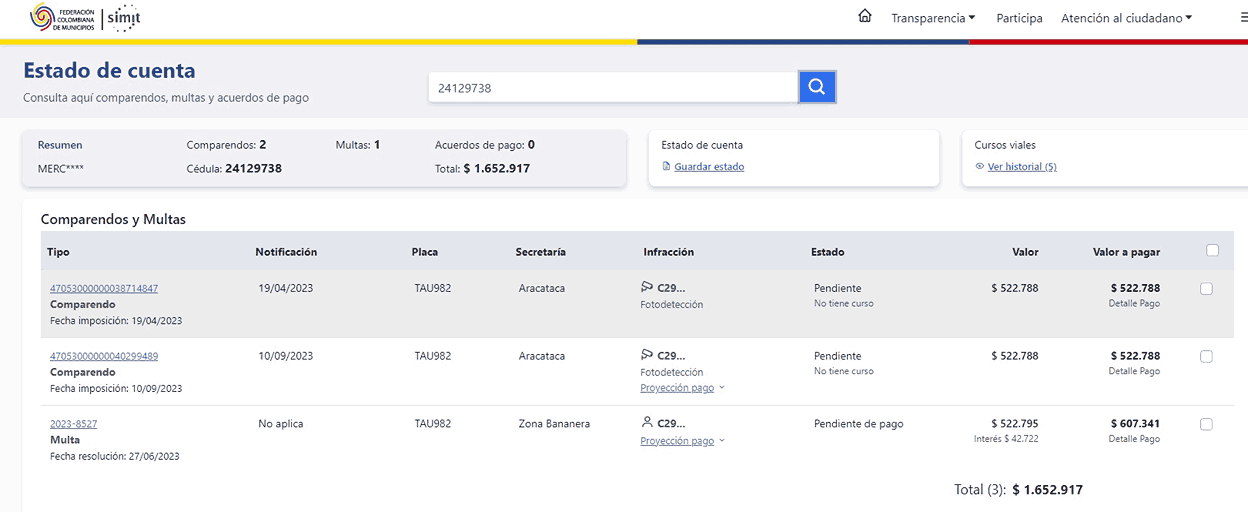 FEDERACIÓN
COLOMBIANA
DE MUNICIPIOS
simit
Transparencia
Participa
Atención al ciudadano
Estado de cuenta
Consulta aquí comparendos, multas y acuerdos de pago
24129738
Resumen Comparendos: 2 Multas: 1 Acuerdos de pago: 0
MERC**** Cédula: 24129738 Total: $ 1.652.917
Estado de cuenta
Guardar estado
Cursos viales
Ver historial (5)
Comparendos y Multas
Tipo Notificación Placa Secretaría Infracción Estado Valor Valor a pagar
47053000000038714847 19/04/2023 TAU982 Aracataca C29... Pendiente $ 522.788 $ 522.788
Comparendo Fotodetección No tiene curso Detalle Pago
Fecha imposición: 19/04/2023
47053000000040299489 10/09/2023 TAU982 Aracataca C29... Pendiente $ 522.788 $ 522.788
Comparendo Fotodetección No tiene curso Detalle Pago
Fecha imposición: 10/09/2023 Proyección pago
2023-8527 No aplica TAU982 Zona Bananera C29... Pendiente de pago $ 522.795 $ 607.341
Multa Proyección pago Interés $ 42.722 Detalle Pago
Fecha resolución: 27/06/2023
Total (3): $ 1.652.917